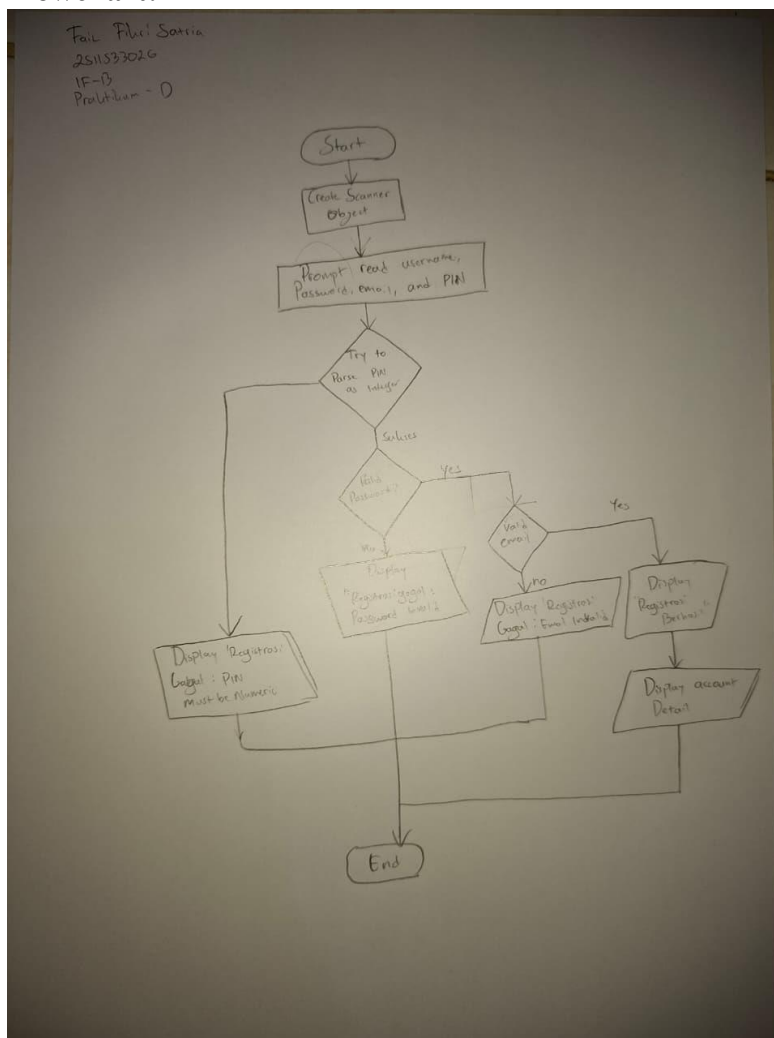 Faiz Fikri Satria
2511533026
IF-B
Praktikum - D
Start
Create Scanner
Object
Prompt read username,
Password, email, and PIN
Try to
Parse PIN
as Integer
Sukses
Valid
Password?
Yes
no
Display
"Registrasi gagal :
Password Invalid
Valid
email
Yes
no
Display 'Registrasi
Gagal : Email Invalid
Display
"Registrasi
Berhasil"
Display 'Registrasi
Gagal : PIN
must be Numeric
Display account
Detail
End